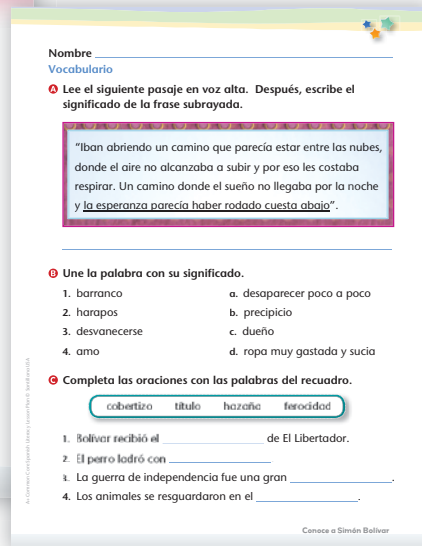 Nombre
Vocabulario
A Lee el siguiente pasaje en voz alta. Después, escribe el
significado de la frase subrayada.
"Iban abriendo un camino que parecía estar entre las nubes,
donde el aire no alcanzaba a subir y por eso les costaba
respirar. Un camino donde el sueño no llegaba por la noche
y la esperanza parecía haber rodado cuesta abajo".
B Une la palabra con su significado.
1. barranco a. desaparecer poco a poco
2. harapos b. precipicio
3. desvanecerse c. dueño
4. amo d. ropa muy gastada y sucia
C Completa las oraciones con las palabras del recuadro.
cobertizo título hazaña ferocidad
1. Bolívar recibió el de El Libertador.
2. El perro ladró con
3. La guerra de independencia fue una gran .
4. Los animales se resguardaron en el .
Conoce a Simón Bolívar